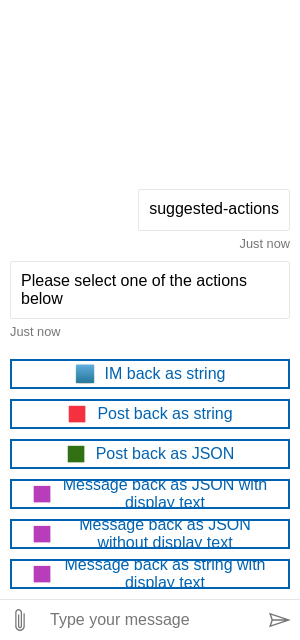 suggested-actions
Just now
Please select one of the actions
below
Just now
IM back as string
Post back as string
Post back as JSON
Message back as JSON with
display text
Message back as JSON
without display text
Message back as string with
display text
Type your message